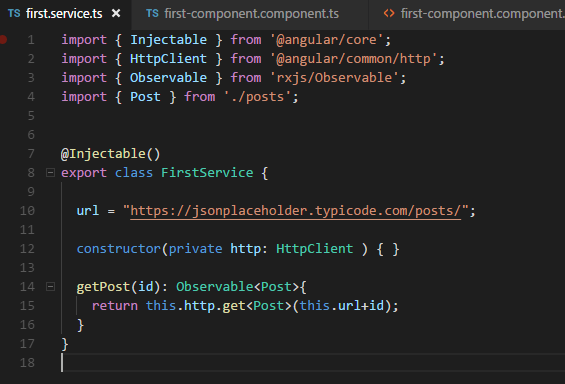 TS first.service.ts × TS first-component.component.ts <> first-component.component.
1 import { Injectable } from '@angular/core';
2 import { HttpClient } from '@angular/common/http';
3 import { Observable } from 'rxjs/Observable';
4 import { Post } from './posts';
5
6
7 @Injectable()
8 export class FirstService {
9
10 url = "https://jsonplaceholder.typicode.com/posts/";
11
12 constructor(private http: HttpClient ) { }
13
14 getPost(id): Observable<Post>{
15 return this.http.get<Post>(this.url+id);
16 }
17 }
18